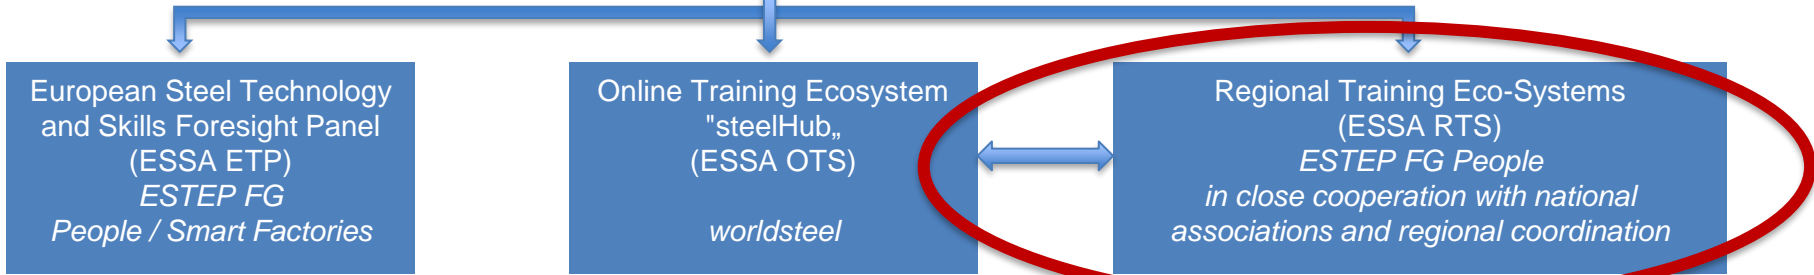 European Steel Technology
and Skills Foresight Panel
(ESSA ETP)
ESTEP FG
People / Smart Factories
Online Training Ecosystem
"steelHub„
(ESSA OTS)
worldsteel
Regional Training Eco-Systems
(ESSA RTS)
ESTEP FG People
in close cooperation with national
associations and regional coordination